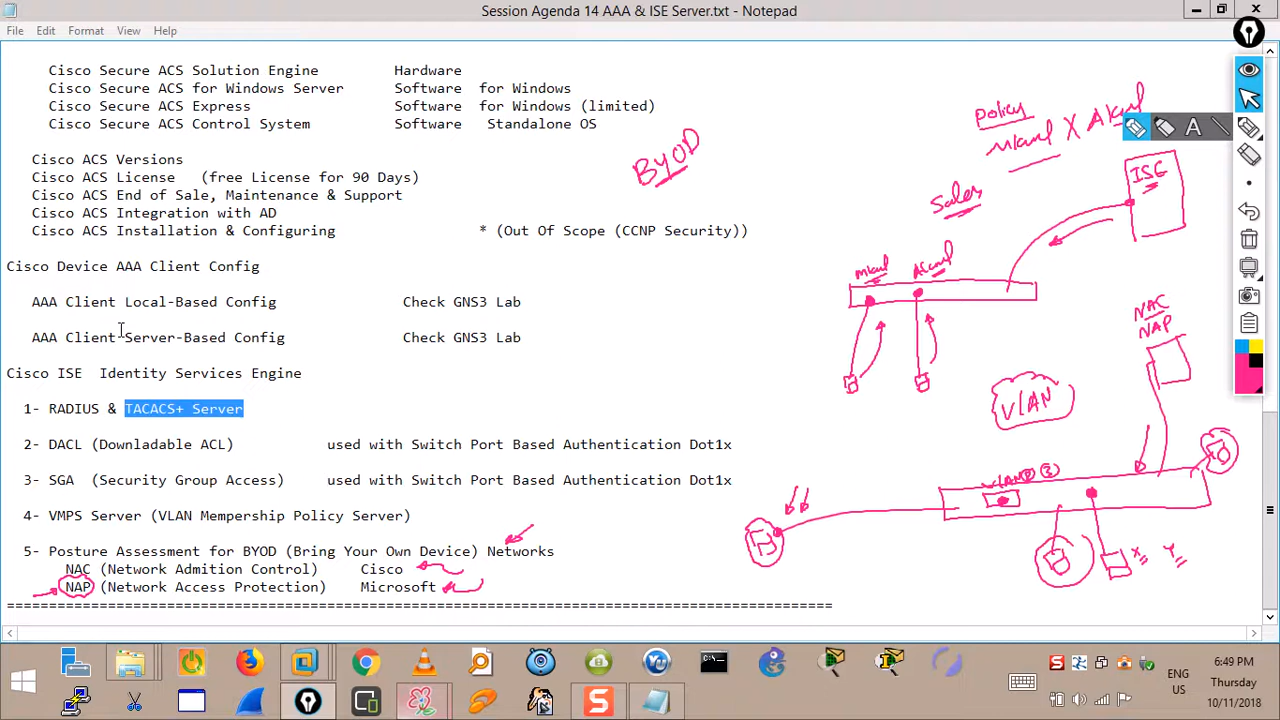 Session Agenda 14 AAA & ISE Server.txt - Notepad
File Edit Format View Help
Cisco Secure ACS Solution Engine Hardware
Cisco Secure ACS for Windows Server Software for Windows
Cisco Secure ACS Express Software for Windows (limited)
Cisco Secure ACS Control System Software Standalone OS
Cisco ACS Versions
Cisco ACS License (free License for 90 Days)
Cisco ACS End of Sale, Maintenance & Support
Cisco ACS Integration with AD
Cisco ACS Installation & Configuring * (Out Of Scope (CCNP Security))
Cisco Device AAA Client Config
AAA Client Local-Based Config Check GNS3 Lab
AAA Client Server-Based Config Check GNS3 Lab
Cisco ISE Identity Services Engine
1- RADIUS & TACACS+ Server
2- DACL (Downladable ACL) used with Switch Port Based Authentication Dot1x
3- SGA (Security Group Access) used with Switch Port Based Authentication Dot1x
4- VMPS Server (VLAN Mempership Policy Server)
5- Posture Assessment for BYOD (Bring Your Own Device) Networks
NAC (Network Admition Control) Cisco
NAP (Network Access Protection) Microsoft
BYOD
Policy
X
ISE
Sales
NAC
NAP
VLAN
X Y
A
ENG
US
6:49 PM
Thursday
10/11/2018